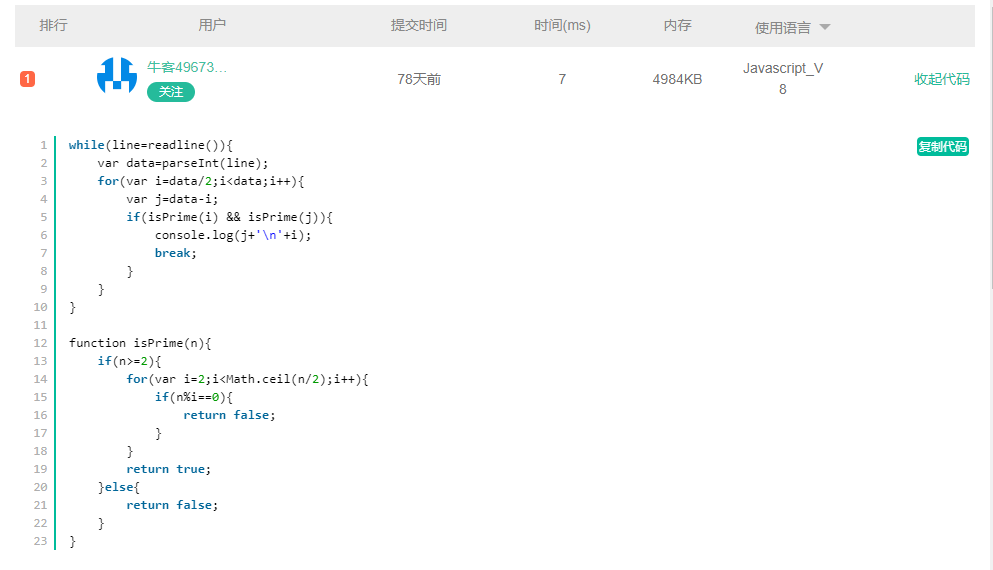 排行 用户 提交时间 时间(ms) 内存 使用语言
1 牛客49673... 关注 78天前 7 4984KB Javascript_V8 收起代码
复制代码
1 while(line=readline()){
2     var data=parseInt(line);
3     for(var i=data/2;i<data;i++){
4         var j=data-i;
5         if(isPrime(i) && isPrime(j)){
6             console.log(j+'\n'+i);
7             break;
8         }
9     }
10 }
11
12 function isPrime(n){
13     if(n>=2){
14         for(var i=2;i<Math.ceil(n/2);i++){
15             if(n%i==0){
16                 return false;
17             }
18         }
19         return true;
20     }else{
21         return false;
22     }
23 }